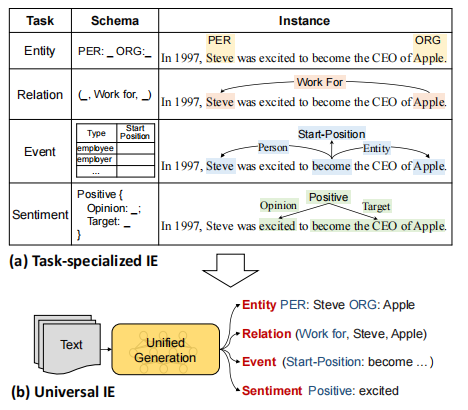 Task Schema Instance
Entity PER: _ ORG:_
PER ORG
In 1997, Steve was excited to become the CEO of Apple.
Relation (_, Work for, _)
Work For
In 1997, Steve was excited to become the CEO of Apple.
Event
Type Start Position
employee
employer
...
Start-Position
Person Entity
In 1997, Steve was excited to become the CEO of Apple.
Sentiment
Positive {
Opinion: _;
Target: _
}
Positive
Opinion Target
In 1997, Steve was excited to become the CEO of Apple.
(a) Task-specialized IE
Text
Unified
Generation
Entity PER: Steve ORG: Apple
Relation (Work for, Steve, Apple)
Event (Start-Position: become ... )
Sentiment Positive: excited
(b) Universal IE